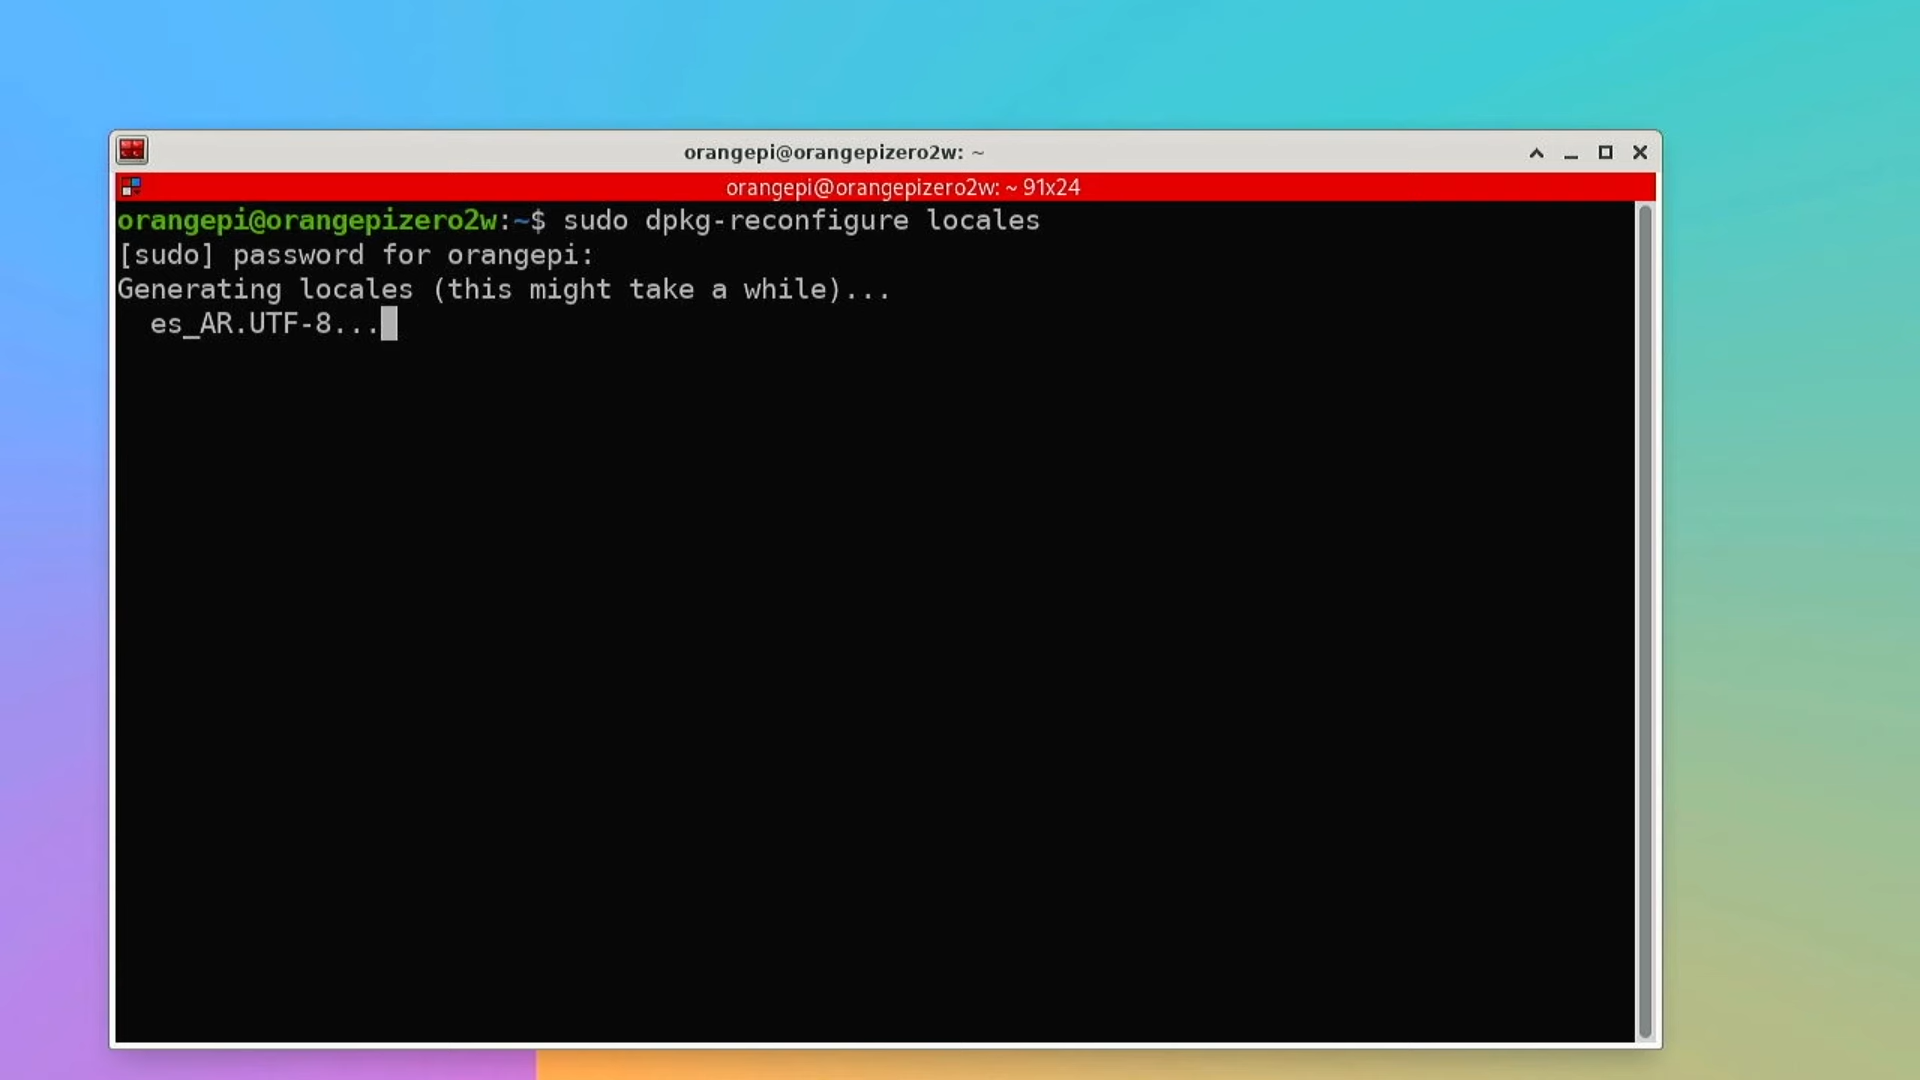 orangepi@orangepizero2w: ~
orangepi@orangepizero2w: ~ 91x24
orangepi@orangepizero2w:~$ sudo dpkg-reconfigure locales
[sudo] password for orangepi:
Generating locales (this might take a while)...
  es_AR.UTF-8...